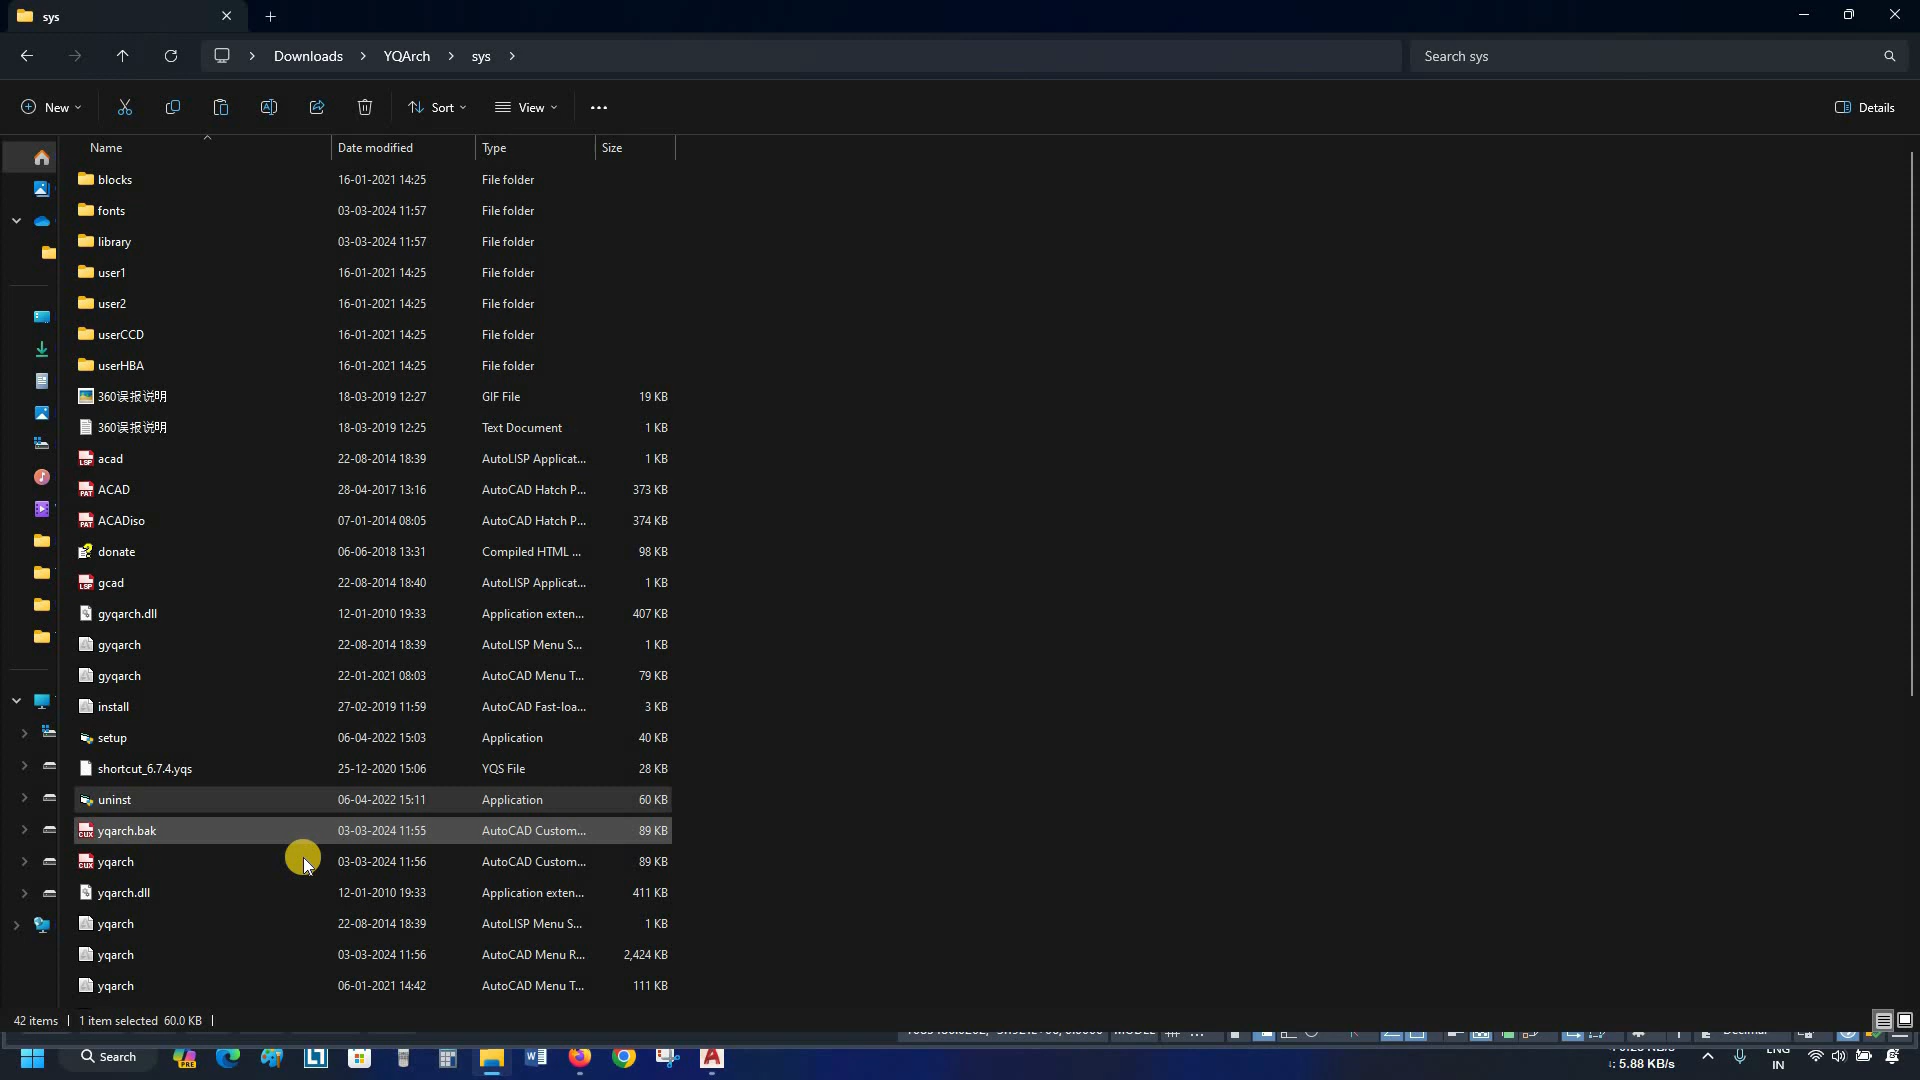 sys
Downloads > YQArch > sys >
Search sys
New
Sort
View
Details
Name Date modified Type Size
blocks 16-01-2021 14:25 File folder
fonts 03-03-2024 11:57 File folder
library 03-03-2024 11:57 File folder
user1 16-01-2021 14:25 File folder
user2 16-01-2021 14:25 File folder
userCCD 16-01-2021 14:25 File folder
userHBA 16-01-2021 14:25 File folder
360误报说明 18-03-2019 12:27 GIF File 19 KB
360误报说明 18-03-2019 12:25 Text Document 1 KB
acad 22-08-2014 18:39 AutoLISP Applicat... 1 KB
ACAD 28-04-2017 13:16 AutoCAD Hatch P... 373 KB
ACADiso 07-01-2014 08:05 AutoCAD Hatch P... 374 KB
donate 06-06-2018 13:31 Compiled HTML ... 98 KB
gcad 22-08-2014 18:40 AutoLISP Applicat... 1 KB
gyqarch.dll 12-01-2010 19:33 Application exten... 407 KB
gyqarch 22-08-2014 18:39 AutoLISP Menu S... 1 KB
gyqarch 22-01-2021 08:03 AutoCAD Menu T... 79 KB
install 27-02-2019 11:59 AutoCAD Fast-loa... 3 KB
setup 06-04-2022 15:03 Application 40 KB
shortcut_6.7.4.yqs 25-12-2020 15:06 YQS File 28 KB
uninst 06-04-2022 15:11 Application 60 KB
yqarch.bak 03-03-2024 11:55 AutoCAD Custom... 89 KB
yqarch 03-03-2024 11:56 AutoCAD Custom... 89 KB
yqarch.dll 12-01-2010 19:33 Application exten... 411 KB
yqarch 22-08-2014 18:39 AutoLISP Menu S... 1 KB
yqarch 03-03-2024 11:56 AutoCAD Menu R... 2,424 KB
yqarch 06-01-2021 14:42 AutoCAD Menu T... 111 KB
42 items | 1 item selected 60.0 KB |
MODEL
Decimal
Search
5.88 KB/s
ENG
IN